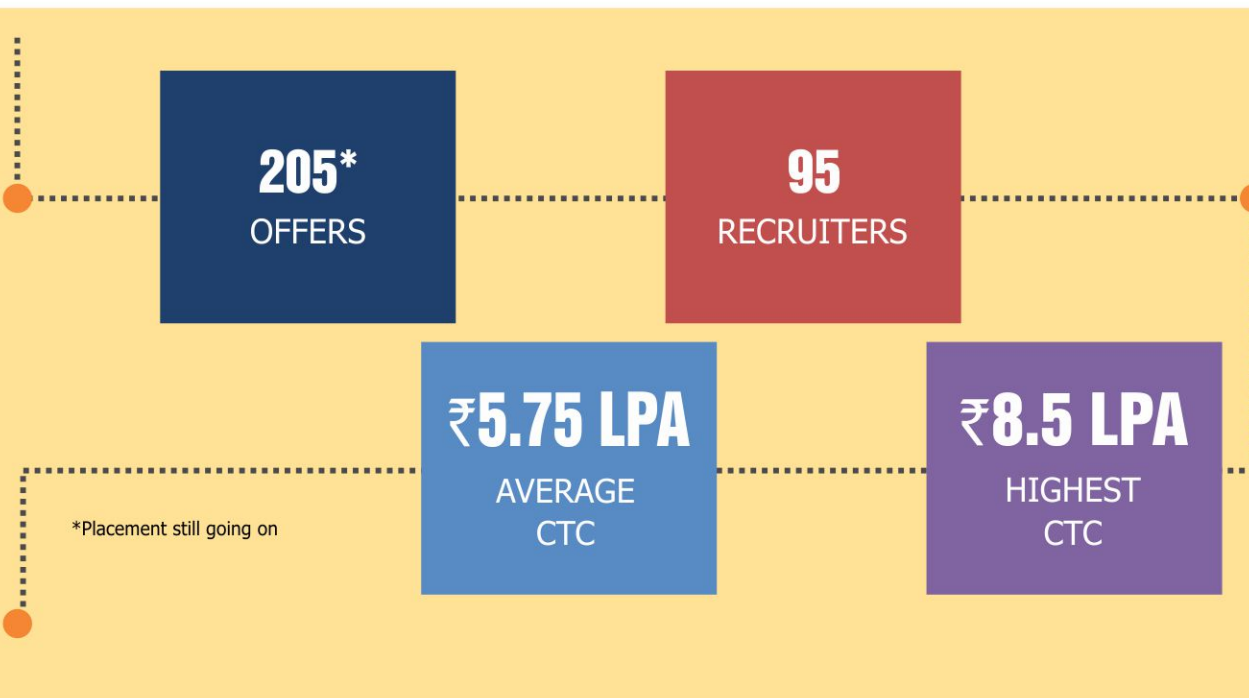 205*
OFFERS
95
RECRUITERS
₹5.75 LPA
AVERAGE
CTC
₹8.5 LPA
HIGHEST
CTC
*Placement still going on